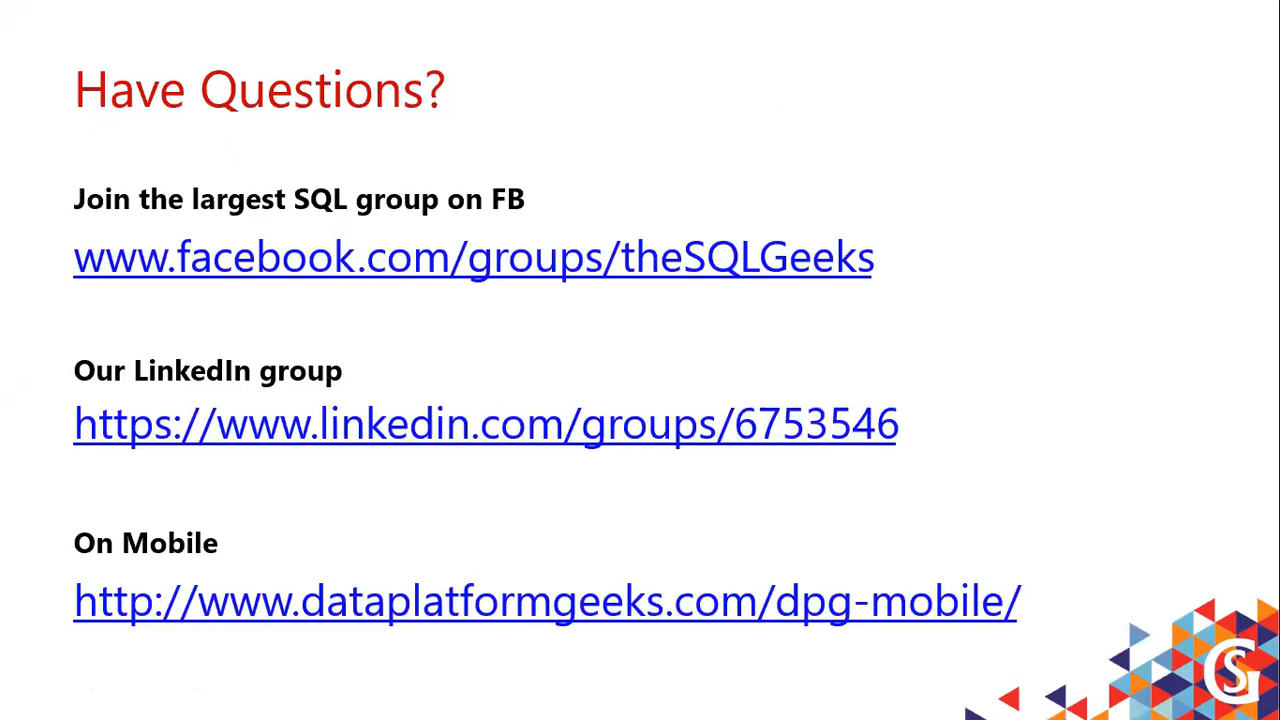 Have Questions?
Join the largest SQL group on FB
www.facebook.com/groups/theSQLGeeks
Our LinkedIn group
https://www.linkedin.com/groups/6753546
On Mobile
http://www.dataplatformgeeks.com/dpg-mobile/
GS